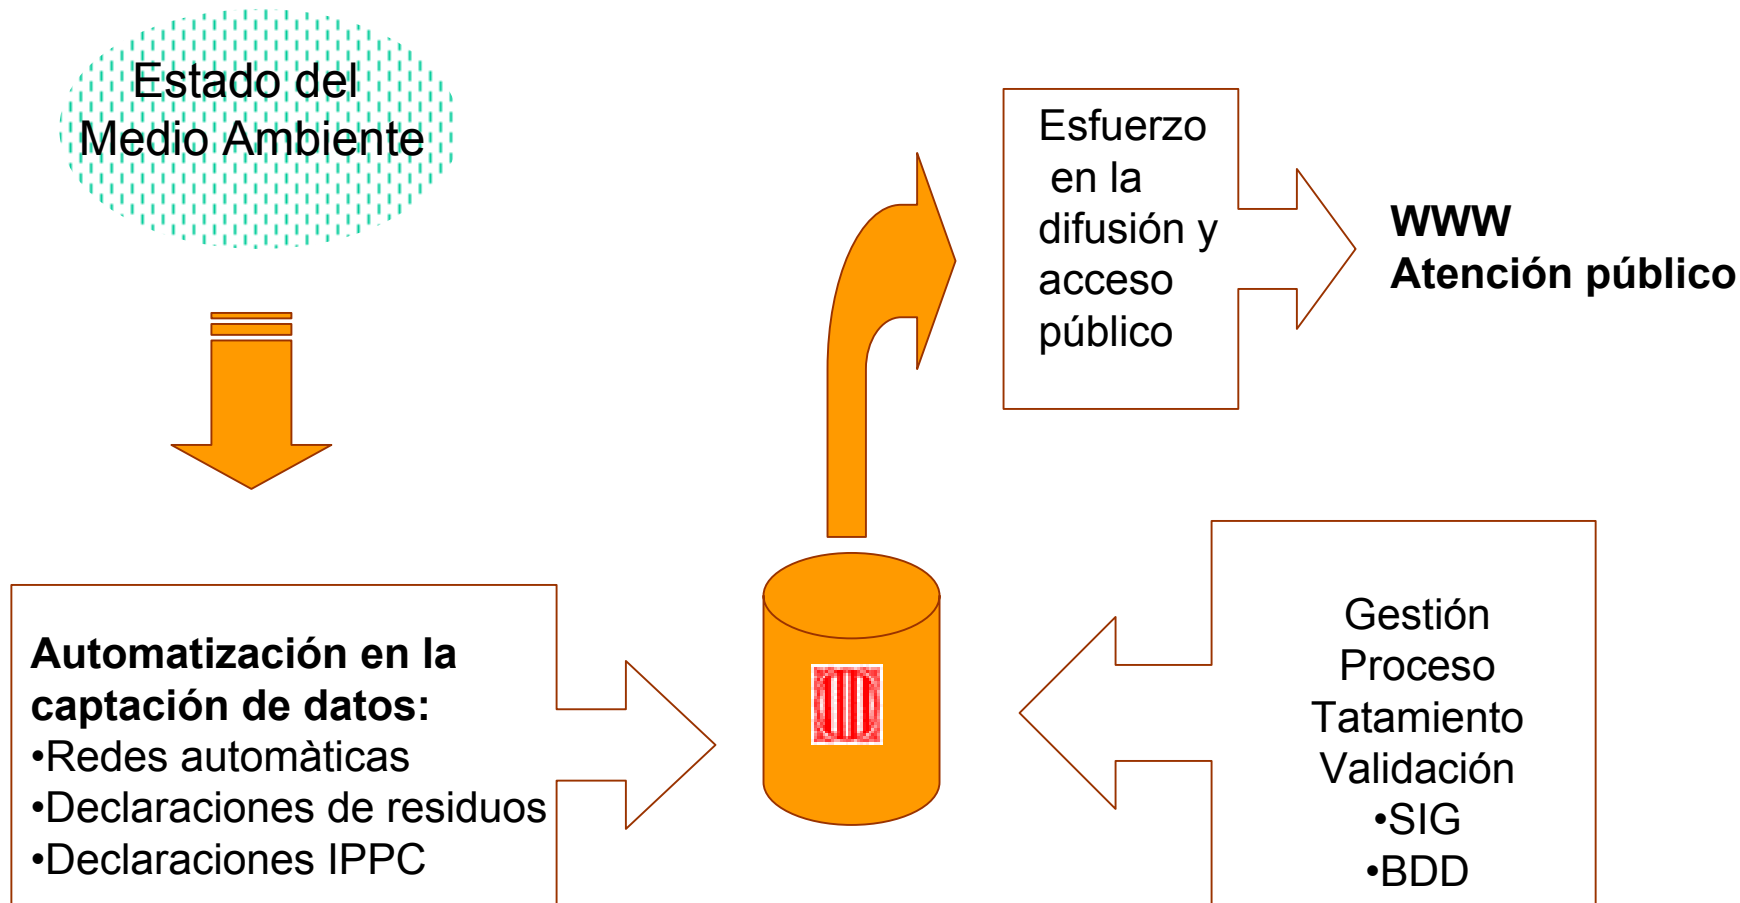 Estado del
Medio Ambiente
Esfuerzo
en la
difusión y
acceso
público
WWW
Atención público
Automatización en la
captación de datos:
•Redes automàticas
•Declaraciones de residuos
•Declaraciones IPPC
Gestión
Proceso
Tatamiento
Validación
•SIG
•BDD